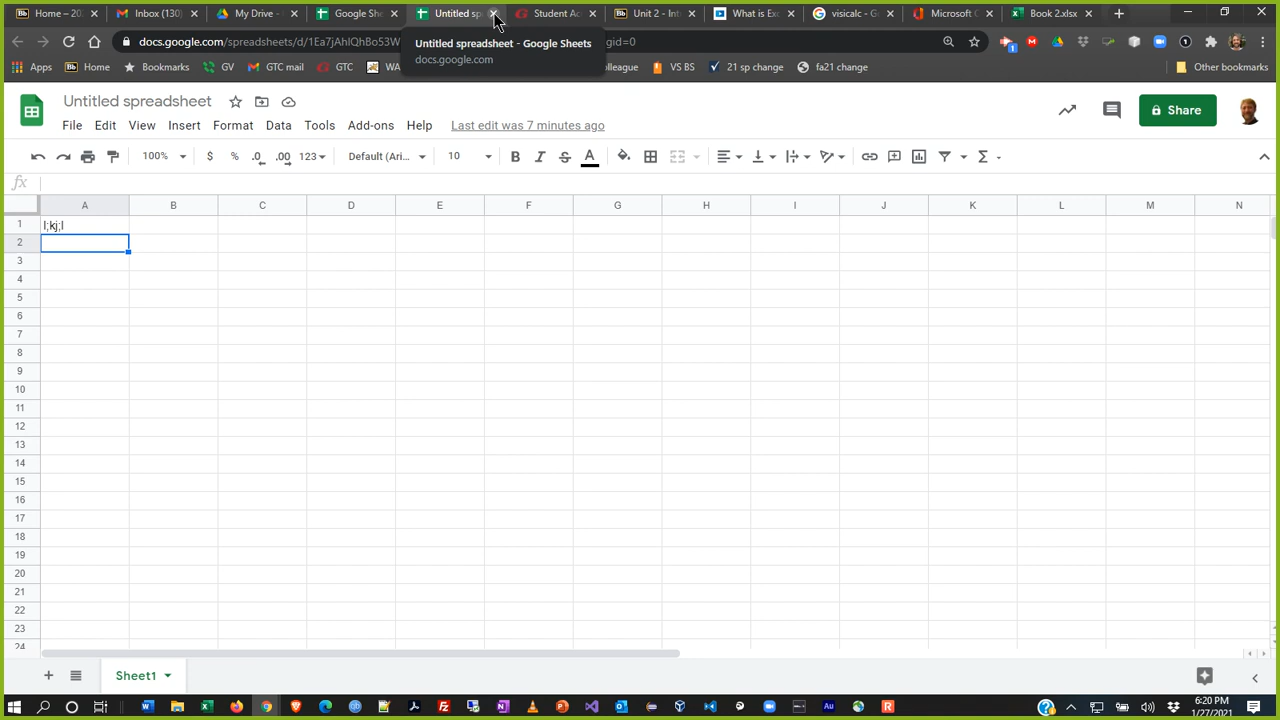 Home – 20 Inbox (130) My Drive - Google She Untitled sp Student Ac Unit 2 - Int What is Exc visicalc - Go Microsoft O Book 2.xlsx
docs.google.com/spreadsheets/d/1Ea7jAhlQhBo53W gid=0
Untitled spreadsheet - Google Sheets
docs.google.com
Apps Home Bookmarks GV GTC mail GTC WA olleague VS BS 21 sp change fa21 change Other bookmarks
Untitled spreadsheet
Share
File Edit View Insert Format Data Tools Add-ons Help Last edit was 7 minutes ago
100% $ % .0 .00 123 Default (Ari... 10 B I S A Σ
fx
A B C D E F G H I J K L M N
1 l;kj;l
2
3
4
5
6
7
8
9
10
11
12
13
14
15
16
17
18
19
20
21
22
23
24
Sheet1
6:20 PM
1/27/2021